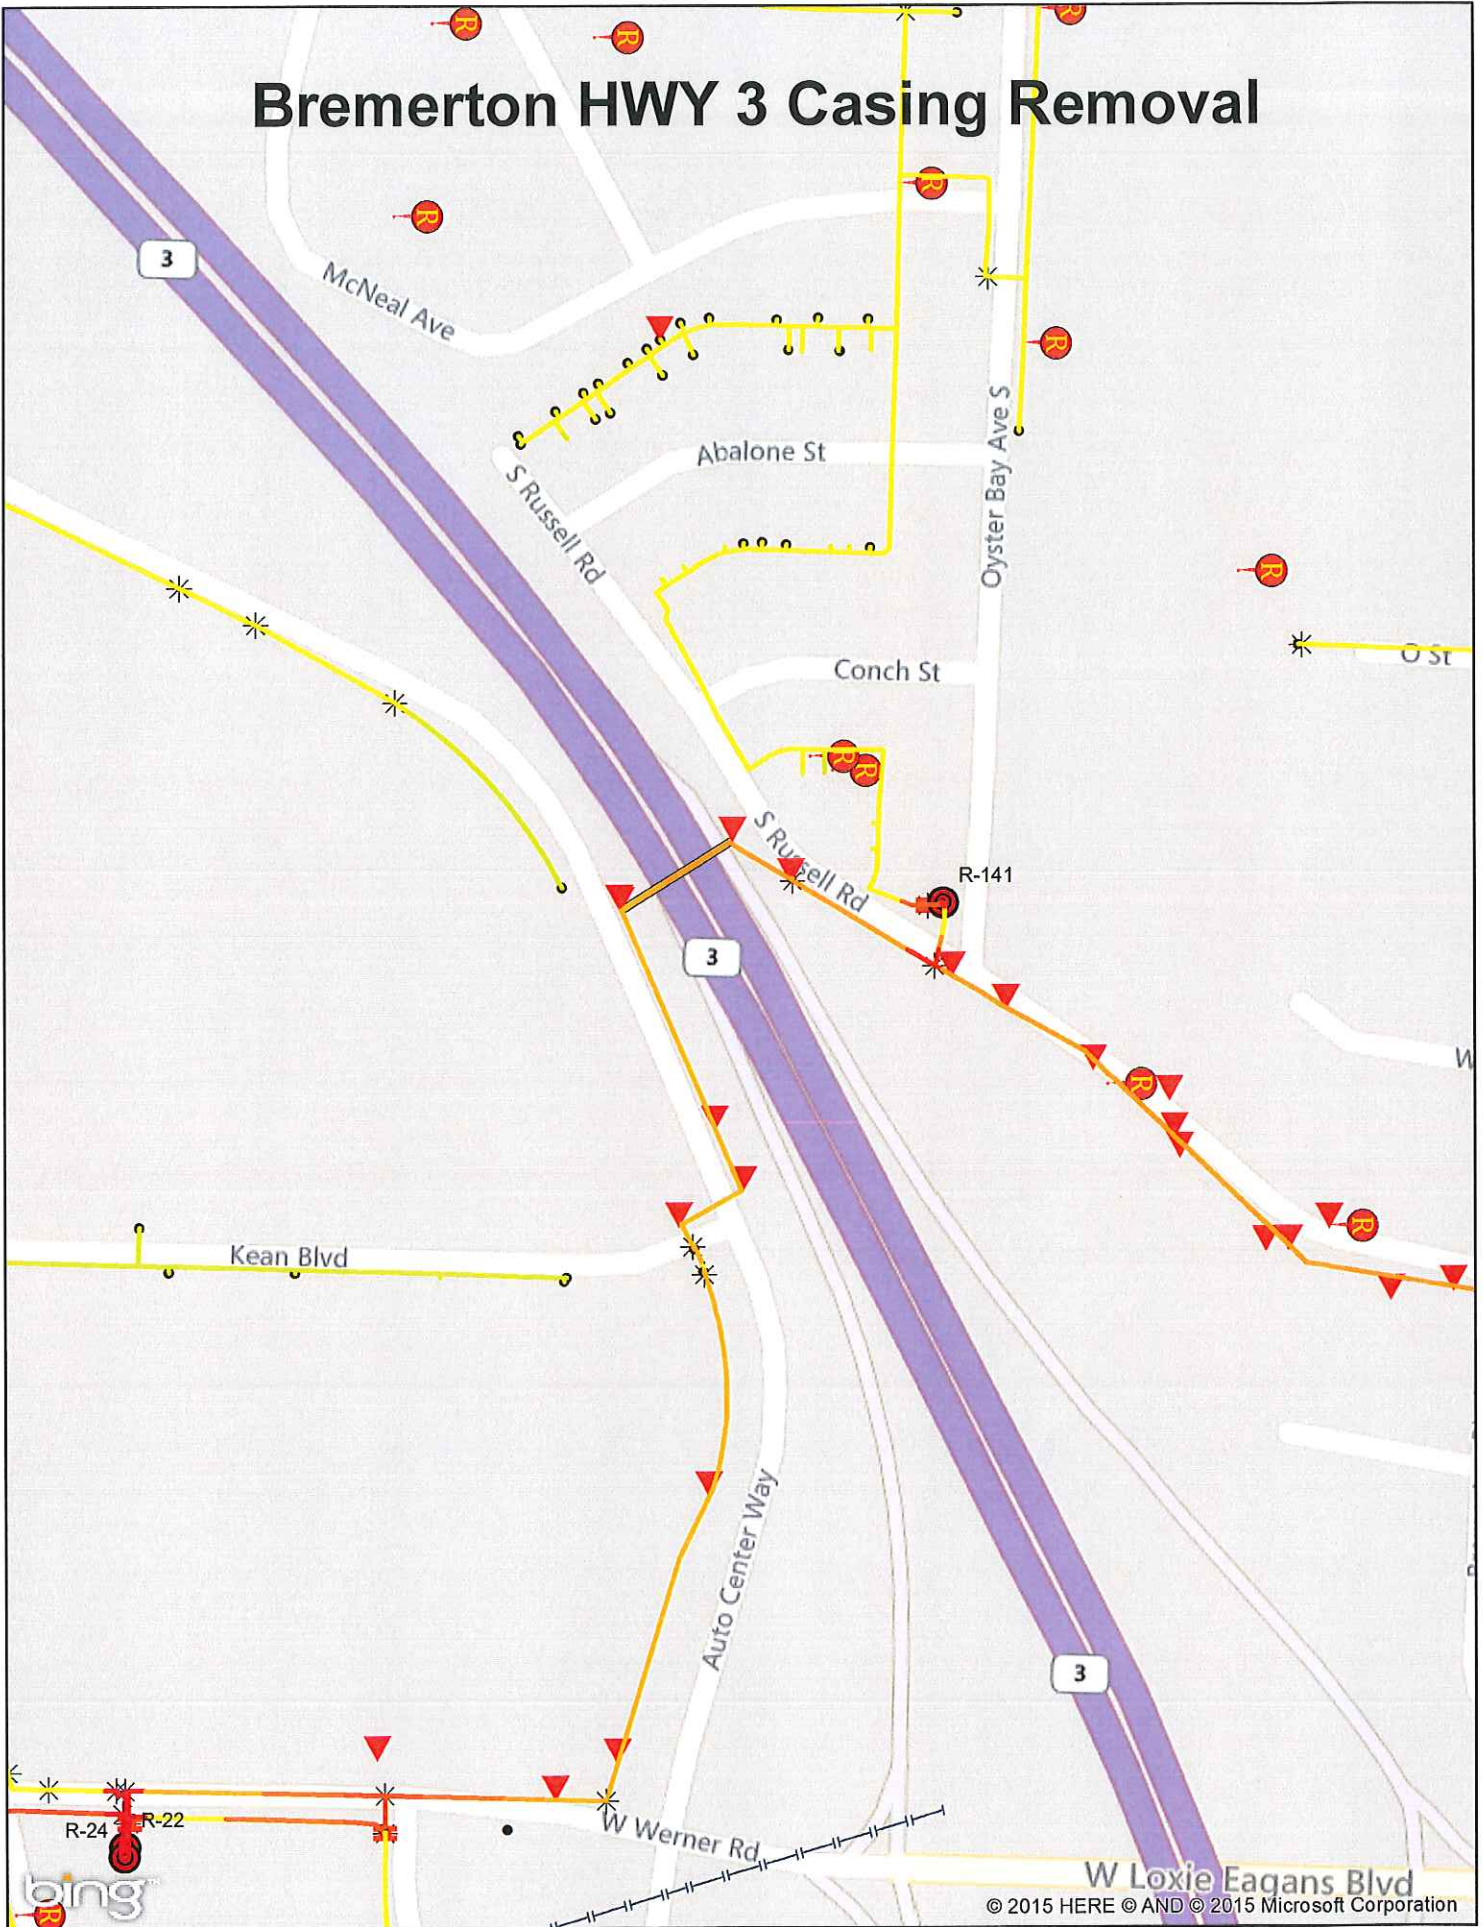 R
R
R
Bremerton HWY 3 Casing Removal
R
R
3
McNeal Ave
R
Abalone St
Oyster Bay Ave S
S Russell Rd
R
O St
Conch St
R
R
S Russell Rd
R-141
3
W
R
R
Kean Blvd
Auto Center Way
3
R-22
R-24
W Werner Rd
W Loxie Eagans Blvd
bing™
R
© 2015 HERE © AND © 2015 Microsoft Corporation